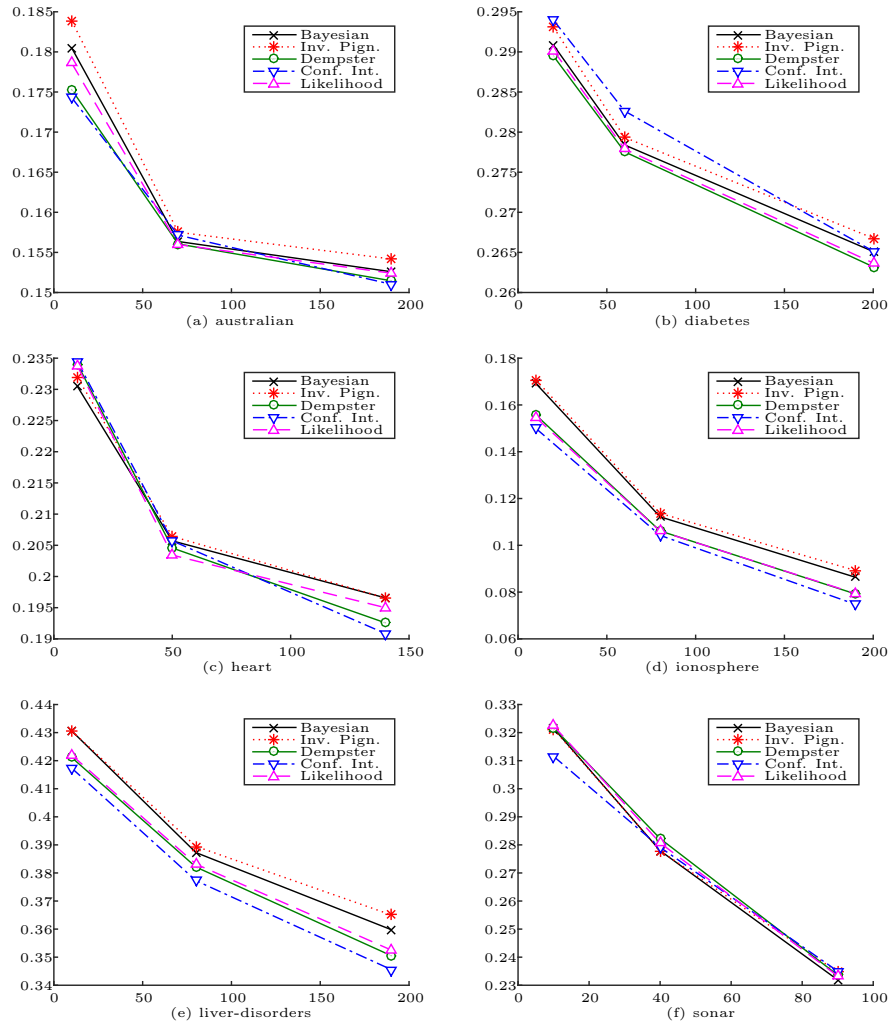 0.185
0.18
0.175
0.17
0.165
0.16
0.155
0.15
0 50 100 150 200
Bayesian
Inv. Pign.
Dempster
Conf. Int.
Likelihood
(a) australian
0.295
0.29
0.285
0.28
0.275
0.27
0.265
0.26
0 50 100 150 200
Bayesian
Inv. Pign.
Dempster
Conf. Int.
Likelihood
(b) diabetes
0.235
0.23
0.225
0.22
0.215
0.21
0.205
0.2
0.195
0.19
0 50 100 150
Bayesian
Inv. Pign.
Dempster
Conf. Int.
Likelihood
(c) heart
0.18
0.16
0.14
0.12
0.1
0.08
0.06
0 50 100 150 200
Bayesian
Inv. Pign.
Dempster
Conf. Int.
Likelihood
(d) ionosphere
0.44
0.43
0.42
0.41
0.4
0.39
0.38
0.37
0.36
0.35
0.34
0 50 100 150 200
Bayesian
Inv. Pign.
Dempster
Conf. Int.
Likelihood
(e) liver-disorders
0.33
0.32
0.31
0.3
0.29
0.28
0.27
0.26
0.25
0.24
0.23
0 20 40 60 80 100
Bayesian
Inv. Pign.
Dempster
Conf. Int.
Likelihood
(f) sonar